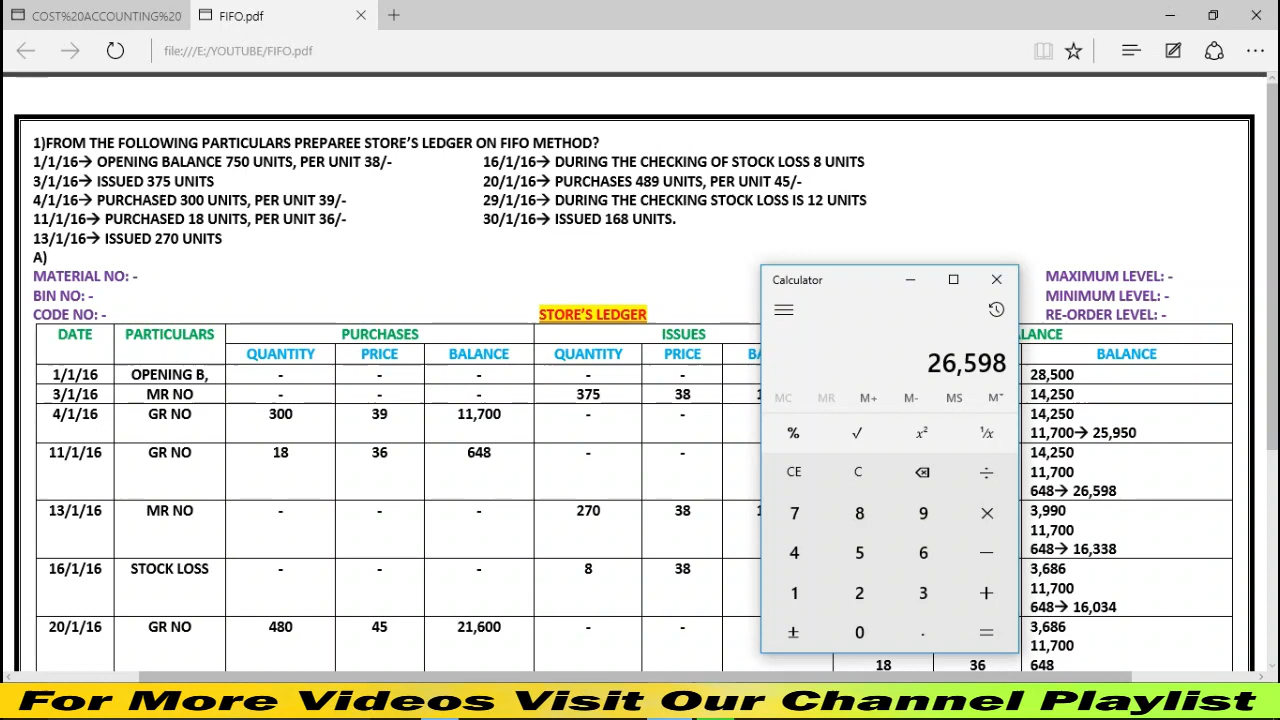 COST%20ACCOUNTING%20
FIFO.pdf
file:///E:/YOUTUBE/FIFO.pdf
1)FROM THE FOLLOWING PARTICULARS PREPAREE STORE'S LEDGER ON FIFO METHOD?
1/1/16→ OPENING BALANCE 750 UNITS, PER UNIT 38/-
3/1/16→ ISSUED 375 UNITS
4/1/16→ PURCHASED 300 UNITS, PER UNIT 39/-
11/1/16→ PURCHASED 18 UNITS, PER UNIT 36/-
13/1/16→ ISSUED 270 UNITS
16/1/16→ DURING THE CHECKING OF STOCK LOSS 8 UNITS
20/1/16→ PURCHASES 489 UNITS, PER UNIT 45/-
29/1/16→ DURING THE CHECKING STOCK LOSS IS 12 UNITS
30/1/16→ ISSUED 168 UNITS.
A)
MATERIAL NO: -
BIN NO: -
CODE NO: -
MAXIMUM LEVEL: -
MINIMUM LEVEL: -
RE-ORDER LEVEL: -
STORE'S LEDGER
DATE PARTICULARS PURCHASES ISSUES
QUANTITY PRICE BALANCE QUANTITY PRICE BALANCE
1/1/16 OPENING B, - - - - - 28,500
3/1/16 MR NO - - - 375 38 14,250
4/1/16 GR NO 300 39 11,700 - - 14,250
11,700→ 25,950
11/1/16 GR NO 18 36 648 - - 14,250
11,700
648→ 26,598
13/1/16 MR NO - - - 270 38 3,990
11,700
648→ 16,338
16/1/16 STOCK LOSS - - - 8 38 3,686
11,700
648→ 16,034
20/1/16 GR NO 480 45 21,600 - - 3,686
11,700
18 36 648
Calculator
26,598
MC MR M+ M- MS M˅
% √ x² ¹/x
CE C ÷
7 8 9 ×
4 5 6 −
1 2 3 +
± 0 . =
For More Videos Visit Our Channel Playlist